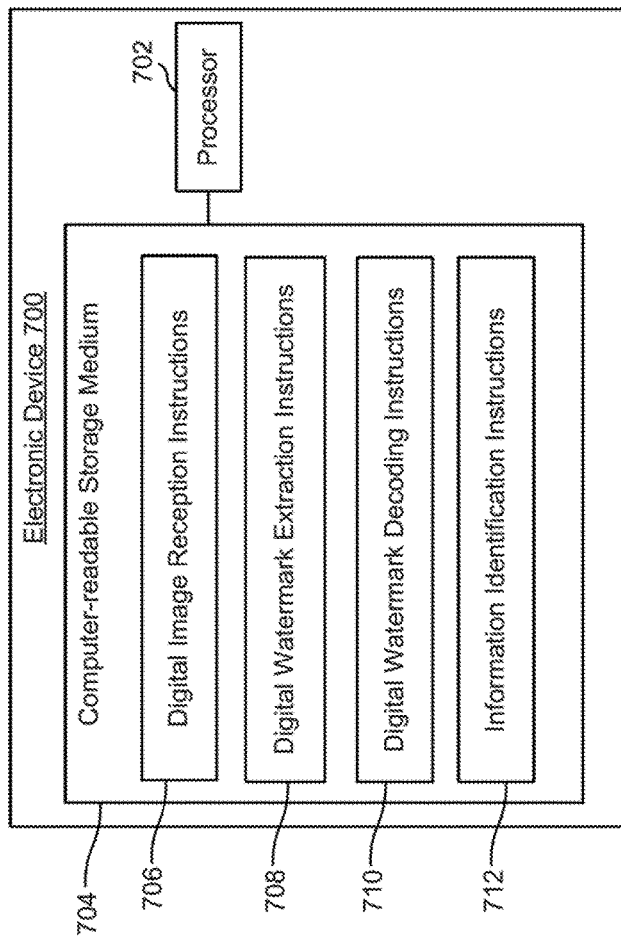 Electronic Device 700
Computer-readable Storage Medium
704
702
Processor
706
Digital Image Reception Instructions
708
Digital Watermark Extraction Instructions
710
Digital Watermark Decoding Instructions
712
Information Identification Instructions